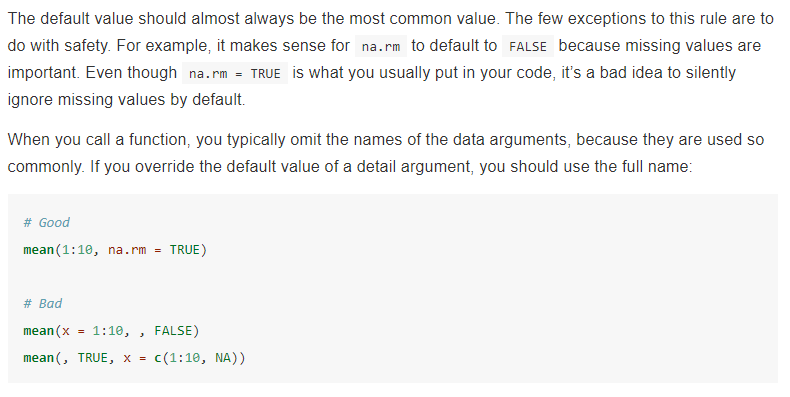 The default value should almost always be the most common value. The few exceptions to this rule are to
do with safety. For example, it makes sense for na.rm to default to FALSE because missing values are
important. Even though na.rm = TRUE is what you usually put in your code, it’s a bad idea to silently
ignore missing values by default.
When you call a function, you typically omit the names of the data arguments, because they are used so
commonly. If you override the default value of a detail argument, you should use the full name:
# Good
mean(1:10, na.rm = TRUE)
# Bad
mean(x = 1:10, , FALSE)
mean(, TRUE, x = c(1:10, NA))